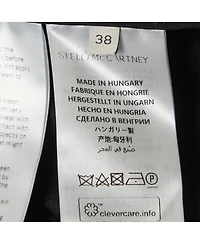 38
STELLA McCARTNEY
MADE IN HUNGARY
FABRIQUE EN HONGRIE
HERGESTELLT IN UNGARN
HECHO EN HUNGRIA
СДЕЛАНО В ВЕНГРИИ
ハンガリー製
产地:匈牙利
صنع في المجر
clevercare.info